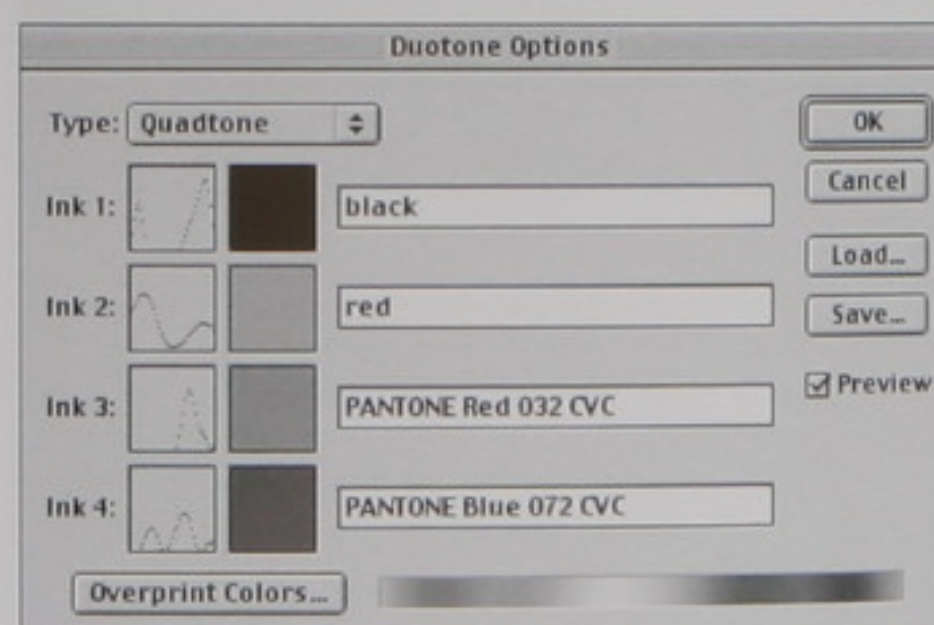 Duotone Options
Type: Quadtone
OK
Ink 1: black
Cancel
Load...
Ink 2: red
Save...
Ink 3: PANTONE Red 032 CVC
Preview
Ink 4: PANTONE Blue 072 CVC
Overprint Colors...